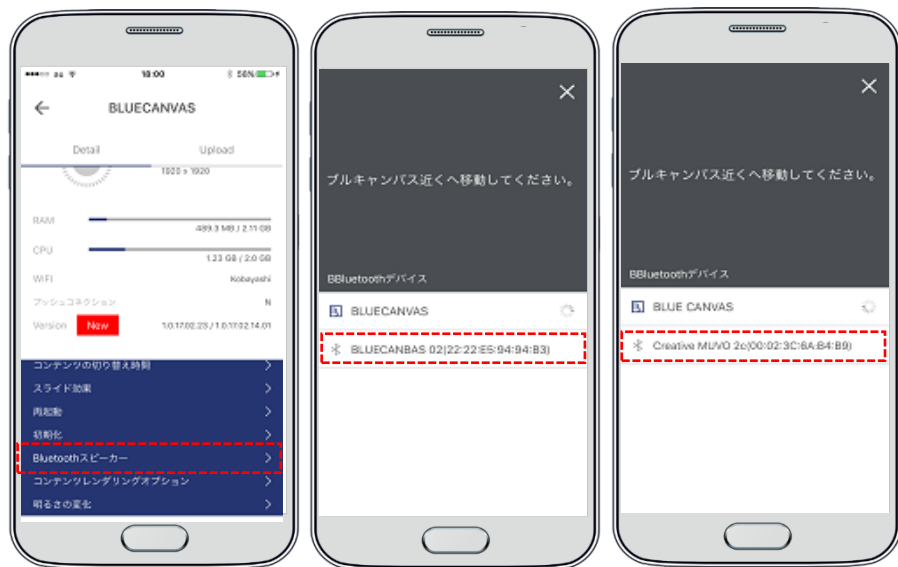 18:00
56%
BLUECANVAS
Detail Upload
1920 x 1920
RAM
489.3 MB / 2.11 GB
CPU
1.23 GB / 2.0 GB
WIFI Kobayashi
プッシュコネクション N
Version New 1.0.17.02.23 / 1.0.17.02.14.01
コンテンツの切り替え時間
スライド効果
再起動
初期化
Bluetoothスピーカー
コンテンツレンダリングオプション
明るさの変化
ブルキャンバス近くへ移動してください。
BBluetoothデバイス
BLUECANVAS
BLUECANBAS 02(22:22:E5:94:94:B3)
ブルキャンバス近くへ移動してください。
BBluetoothデバイス
BLUE CANVAS
Creative MUVO 2c(00:02:3C:6A:B4:B9)